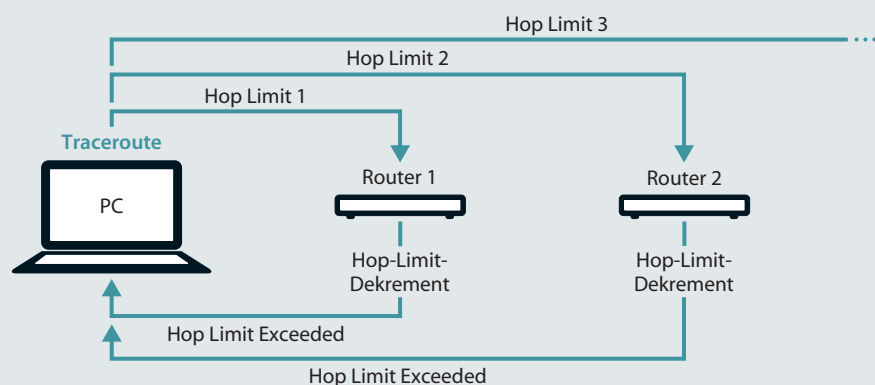 Hop Limit 3
Hop Limit 2
Hop Limit 1
Traceroute
PC
Router 1
Router 2
Hop-Limit-
Dekrement
Hop-Limit-
Dekrement
Hop Limit Exceeded
Hop Limit Exceeded